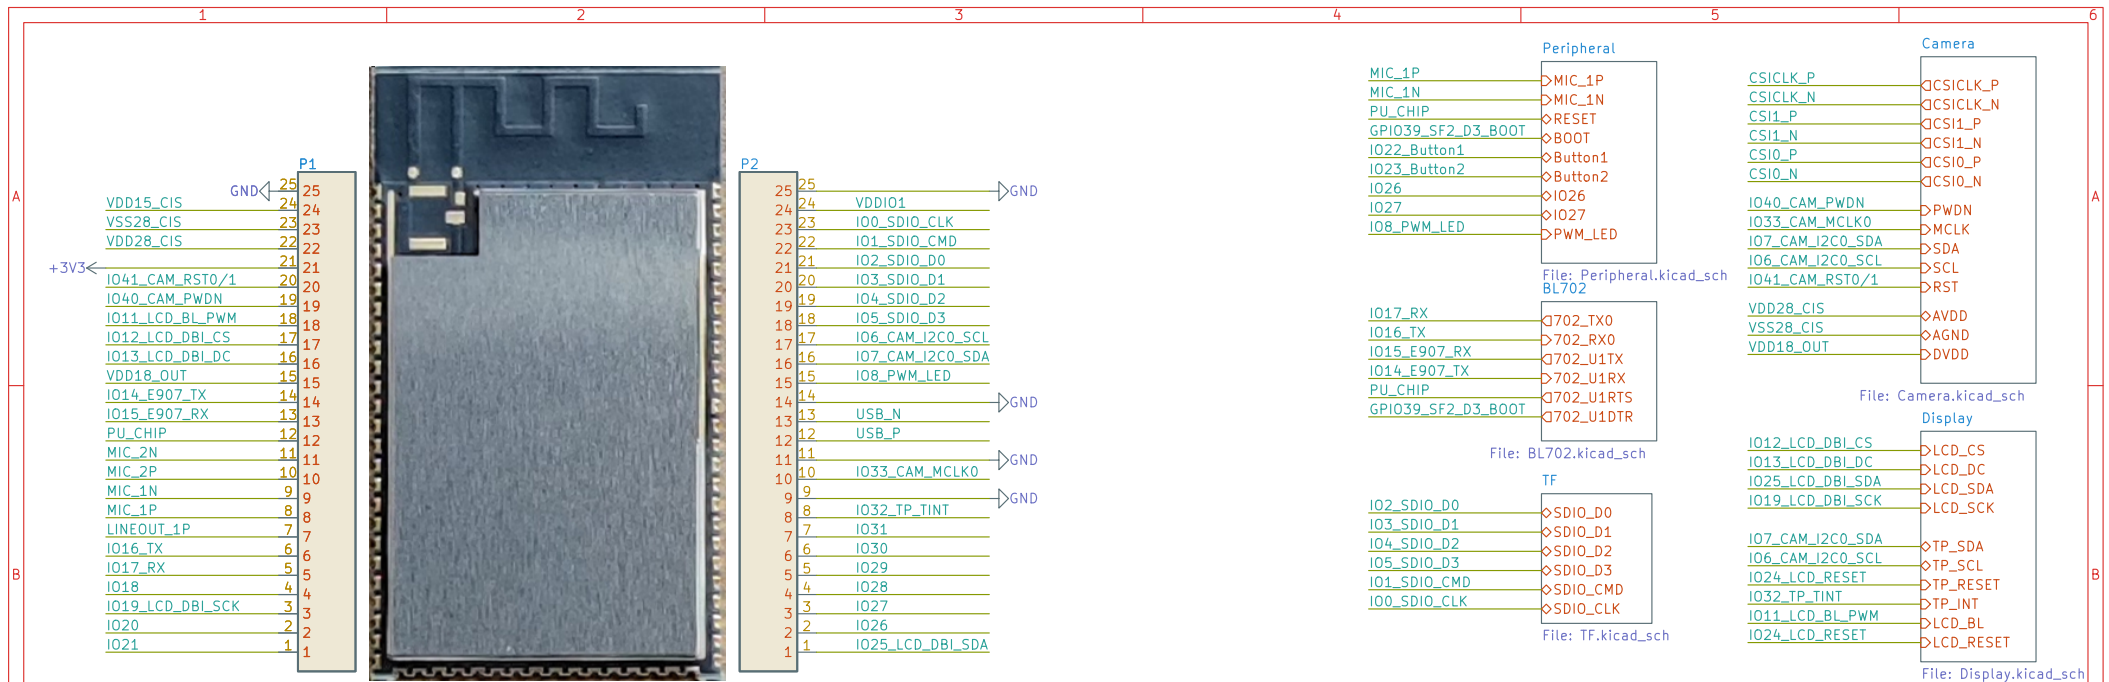 1 2 3 4 5 6
A
B
A
B
P1
GND 25 25
VDD15_CIS 24 24
VSS28_CIS 23 23
VDD28_CIS 22 22
+3V3 21 21
IO41_CAM_RST0/1 20 20
IO40_CAM_PWDN 19 19
IO11_LCD_BL_PWM 18 18
IO12_LCD_DBI_CS 17 17
IO13_LCD_DBI_DC 16 16
VDD18_OUT 15 15
IO14_E907_TX 14 14
IO15_E907_RX 13 13
PU_CHIP 12 12
MIC_2N 11 11
MIC_2P 10 10
MIC_1N 9 9
MIC_1P 8 8
LINEOUT_1P 7 7
IO16_TX 6 6
IO17_RX 5 5
IO18 4 4
IO19_LCD_DBI_SCK 3 3
IO20 2 2
IO21 1 1
P2
25 25 GND
24 24 VDDIO1
23 23 IO0_SDIO_CLK
22 22 IO1_SDIO_CMD
21 21 IO2_SDIO_D0
20 20 IO3_SDIO_D1
19 19 IO4_SDIO_D2
18 18 IO5_SDIO_D3
17 17 IO6_CAM_I2C0_SCL
16 16 IO7_CAM_I2C0_SDA
15 15 IO8_PWM_LED
14 14 GND
13 13 USB_N
12 12 USB_P
11 11 GND
10 10 IO33_CAM_MCLK0
9 9 GND
8 8 IO32_TP_TINT
7 7 IO31
6 6 IO30
5 5 IO29
4 4 IO28
3 3 IO27
2 2 IO26
1 1 IO25_LCD_DBI_SDA
Peripheral
MIC_1P MIC_1P
MIC_1N MIC_1N
PU_CHIP RESET
GPIO39_SF2_D3_BOOT BOOT
IO22_Button1 Button1
IO23_Button2 Button2
IO26 IO26
IO27 IO27
IO8_PWM_LED PWM_LED
File: Peripheral.kicad_sch
BL702
IO17_RX 702_TX0
IO16_TX 702_RX0
IO15_E907_RX 702_U1TX
IO14_E907_TX 702_U1RX
PU_CHIP 702_U1RTS
GPIO39_SF2_D3_BOOT 702_U1DTR
File: BL702.kicad_sch
TF
IO2_SDIO_D0 SDIO_D0
IO3_SDIO_D1 SDIO_D1
IO4_SDIO_D2 SDIO_D2
IO5_SDIO_D3 SDIO_D3
IO1_SDIO_CMD SDIO_CMD
IO0_SDIO_CLK SDIO_CLK
File: TF.kicad_sch
Camera
CSICLK_P CSICLK_P
CSICLK_N CSICLK_N
CSI1_P CSI1_P
CSI1_N CSI1_N
CSI0_P CSI0_P
CSI0_N CSI0_N
IO40_CAM_PWDN PWDN
IO33_CAM_MCLK0 MCLK
IO7_CAM_I2C0_SDA SDA
IO6_CAM_I2C0_SCL SCL
IO41_CAM_RST0/1 RST
VDD28_CIS AVDD
VSS28_CIS AGND
VDD18_OUT DVDD
File: Camera.kicad_sch
Display
IO12_LCD_DBI_CS LCD_CS
IO13_LCD_DBI_DC LCD_DC
IO25_LCD_DBI_SDA LCD_SDA
IO19_LCD_DBI_SCK LCD_SCK
IO7_CAM_I2C0_SDA TP_SDA
IO6_CAM_I2C0_SCL TP_SCL
IO24_LCD_RESET TP_RESET
IO32_TP_TINT TP_INT
IO11_LCD_BL_PWM LCD_BL
IO24_LCD_RESET LCD_RESET
File: Display.kicad_sch